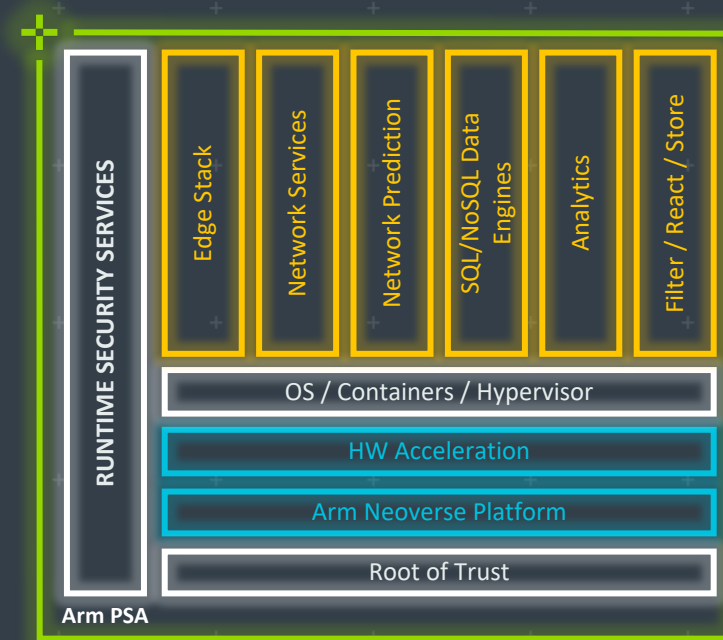 RUNTIME SECURITY SERVICES
Edge Stack
Network Services
Network Prediction
SQL/NoSQL Data
Engines
Analytics
Filter / React / Store
OS / Containers / Hypervisor
HW Acceleration
Arm Neoverse Platform
Root of Trust
Arm PSA